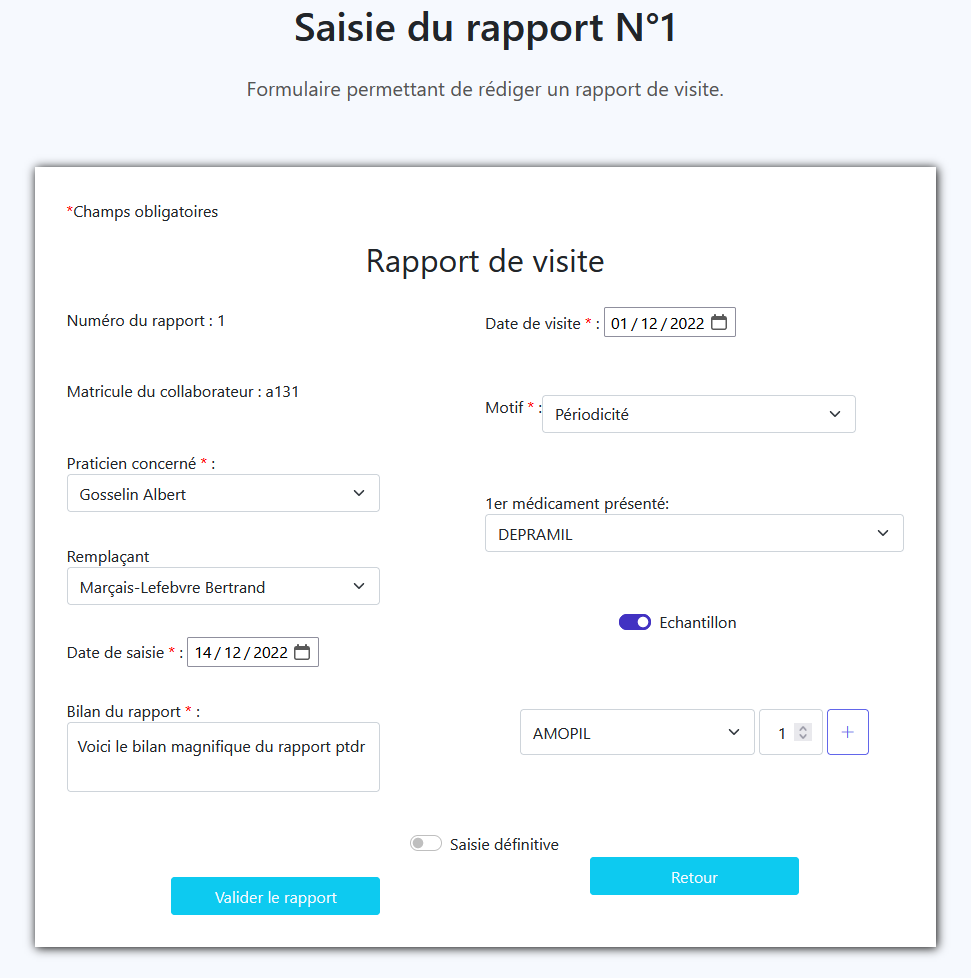 Saisie du rapport N°1
Formulaire permettant de rédiger un rapport de visite.
*Champs obligatoires
Rapport de visite
Numéro du rapport : 1
Date de visite * : 01/12/2022
Matricule du collaborateur : a131
Motif * : Périodicité
Praticien concerné * :
Gosselin Albert
1er médicament présenté:
DEPRAMIL
Remplaçant
Marçais-Lefebvre Bertrand
Echantillon
Date de saisie * : 14/12/2022
Bilan du rapport * :
Voici le bilan magnifique du rapport ptdr
AMOPIL 1 +
Saisie définitive
Retour
Valider le rapport